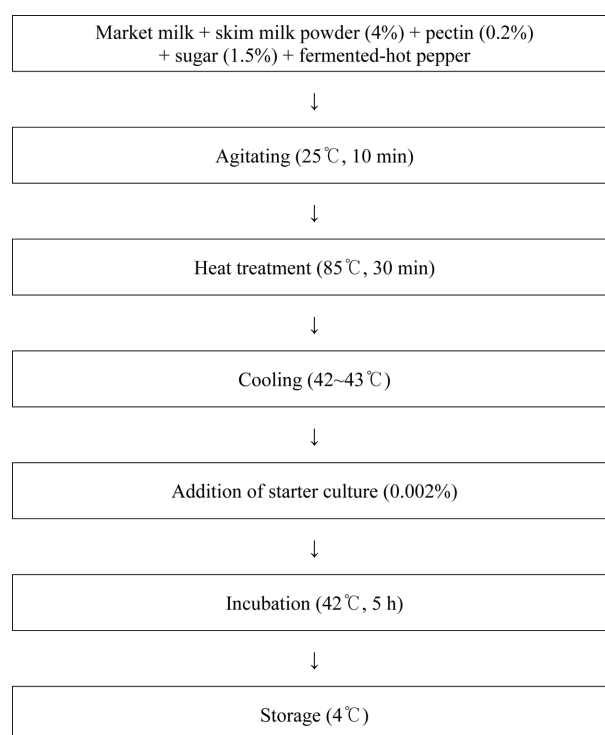 Market milk + skim milk powder (4%) + pectin (0.2%)
+ sugar (1.5%) + fermented-hot pepper
↓
Agitating (25℃, 10 min)
↓
Heat treatment (85℃, 30 min)
↓
Cooling (42~43℃)
↓
Addition of starter culture (0.002%)
↓
Incubation (42℃, 5 h)
↓
Storage (4℃)